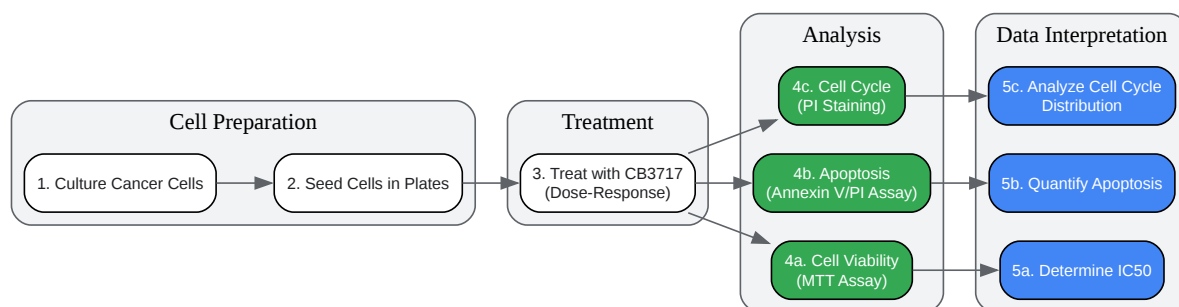 Cell Preparation
1. Culture Cancer Cells
2. Seed Cells in Plates
Treatment
3. Treat with CB3717
(Dose-Response)
Analysis
4c. Cell Cycle
(PI Staining)
4b. Apoptosis
(Annexin V/PI Assay)
4a. Cell Viability
(MTT Assay)
Data Interpretation
5c. Analyze Cell Cycle
Distribution
5b. Quantify Apoptosis
5a. Determine IC50